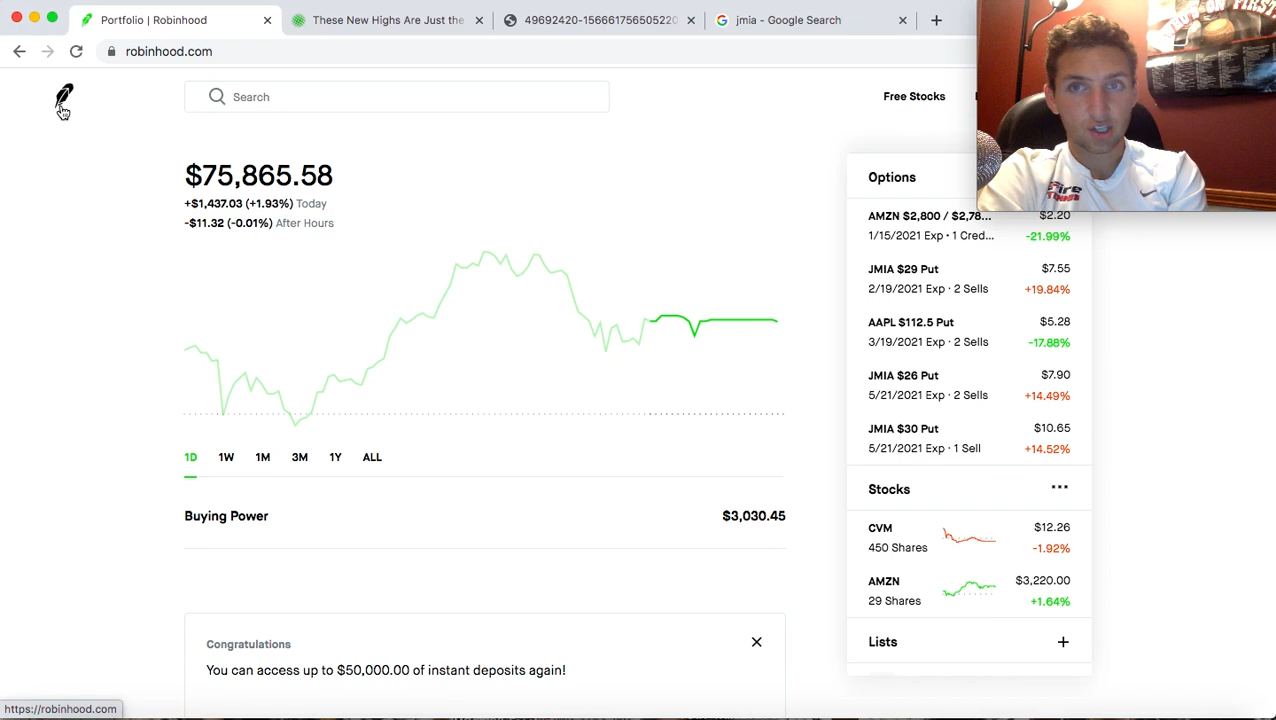 Portfolio | Robinhood
These New Highs Are Just the
49692420-156661756505220
jmia - Google Search
robinhood.com
Search
Free Stocks
$75,865.58
+$1,437.03 (+1.93%) Today
-$11.32 (-0.01%) After Hours
1D 1W 1M 3M 1Y ALL
Buying Power $3,030.45
Congratulations
You can access up to $50,000.00 of instant deposits again!
Options
AMZN $2,800 / $2,78... $2.20
1/15/2021 Exp · 1 Cred... -21.99%
JMIA $29 Put $7.55
2/19/2021 Exp · 2 Sells +19.84%
AAPL $112.5 Put $5.28
3/19/2021 Exp · 2 Sells -17.88%
JMIA $26 Put $7.90
5/21/2021 Exp · 2 Sells +14.49%
JMIA $30 Put $10.65
5/21/2021 Exp · 1 Sell +14.52%
Stocks
CVM $12.26
450 Shares -1.92%
AMZN $3,220.00
29 Shares +1.64%
Lists
https://robinhood.com